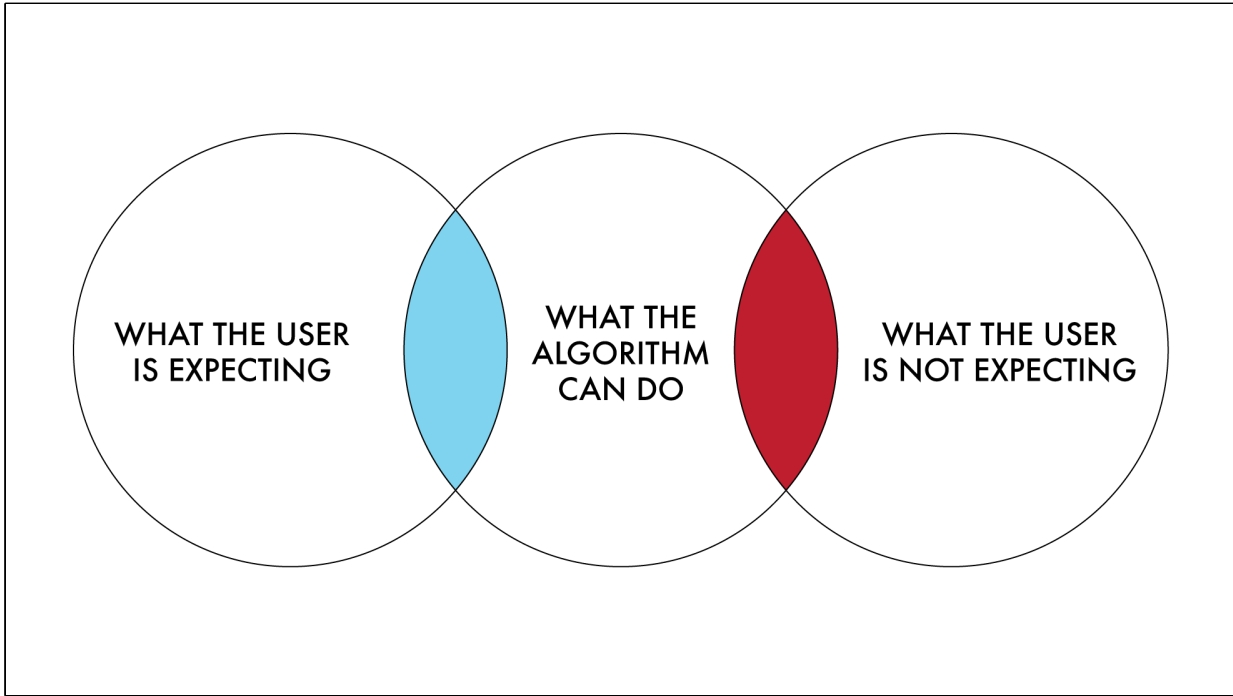 WHAT THE USER
IS EXPECTING
WHAT THE
ALGORITHM
CAN DO
WHAT THE USER
IS NOT EXPECTING